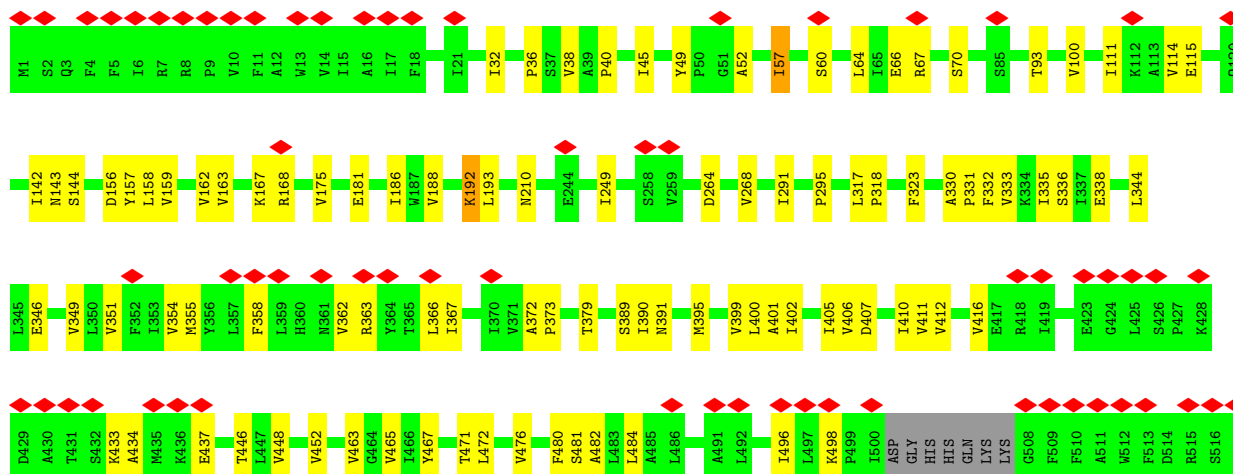 M1 S2 Q3 F4 F5 I6 R7 R8 P9 V10 F11 A12 W13 V14 I15 A16 I17 F18 I21 I32 P36 S37 V38 A39 P40 I45 Y49 P50 G51 A52 I57 S60 L64 I65 E66 R67 S70 S85 T93 V100 I111 K112 A113 V114 E115
I142 N143 S144 D156 Y157 L158 V159 V162 V163 K167 R168 V175 E181 I186 W187 V188 K192 L193 N210 E244 I249 S258 V259 D264 V268 I291 P295 L317 P318 F323 A330 P331 F332 V333 K334 I335 S336 I337 E338 L344
L345 E346 V349 L350 V351 F352 I353 V354 M355 Y356 L357 F358 L359 H360 N361 V362 R363 Y364 T365 L366 I367 I370 V371 A372 P373 T379 S389 I390 N391 M395 V399 L400 A401 I402 I405 V406 D407 I410 V411 V412 V416 E417 R418 I419 E423 G424 L425 S426 P427 K428
D429 A430 T431 S432 K433 A434 M435 K436 E437 T446 L447 V448 V452 V463 G464 V465 I466 Y467 T471 L472 V476 F480 S481 A482 L483 L484 A485 L486 A491 L492 I496 L497 K498 P499 I500 ASP GLY HIS HIS GLN LYS LYS G508 F509 F510 A511 W512 F513 D514 R515 S516